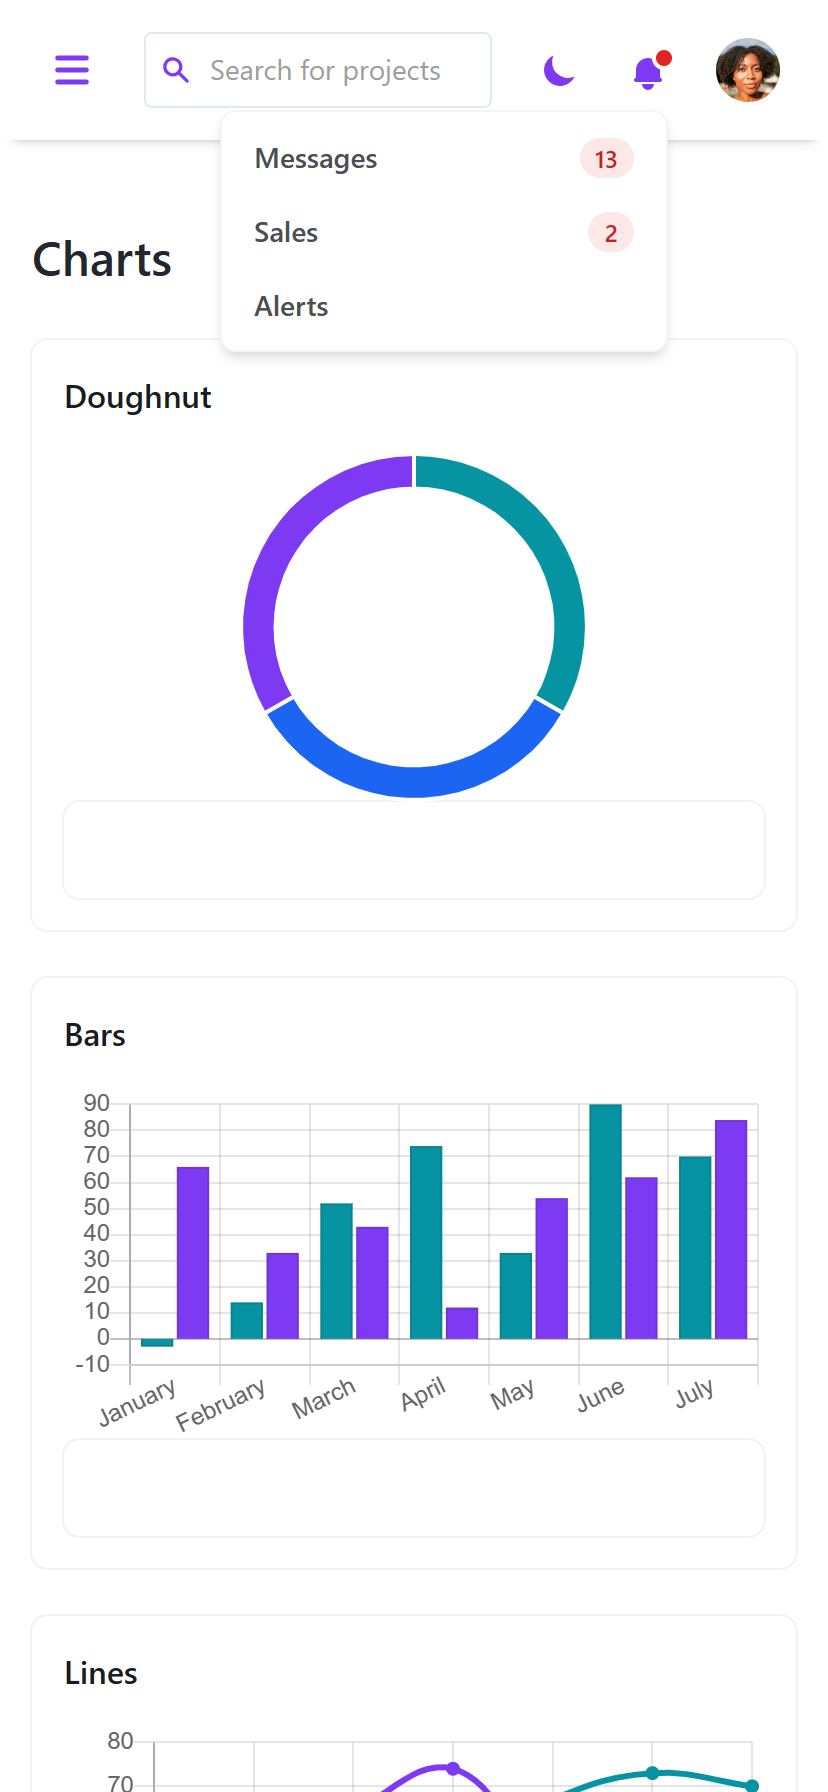 Search for projects
Messages 13
Sales 2
Alerts
Charts
Doughnut
Bars
90
80
70
60
50
40
30
20
10
0
-10
January February March April May June July
Lines
80
70